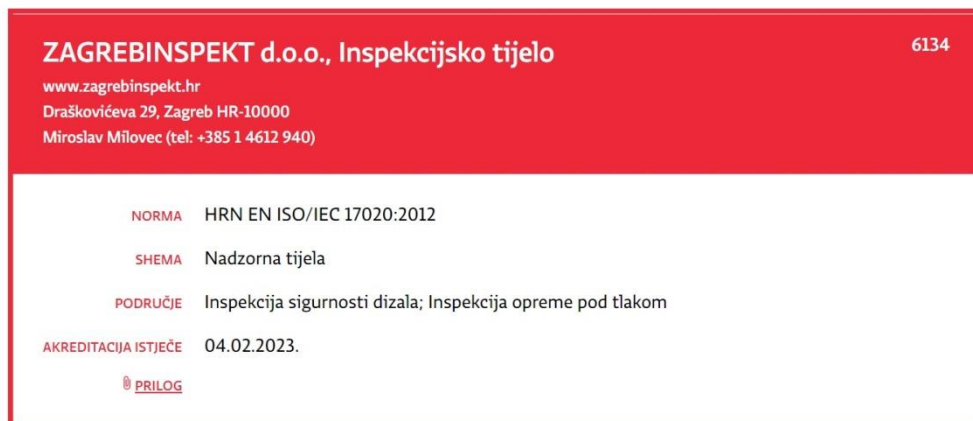 ZAGREBINSPEKT d.o.o., Inspekcijsko tijelo 6134
www.zagrebinspekt.hr
Draškovićeva 29, Zagreb HR-10000
Miroslav Milovec (tel: +385 1 4612 940)
NORMA HRN EN ISO/IEC 17020:2012
SHEMA Nadzorna tijela
PODRUČJE Inspekcija sigurnosti dizala; Inspekcija opreme pod tlakom
AKREDITACIJA ISTJEČE 04.02.2023.
PRILOG